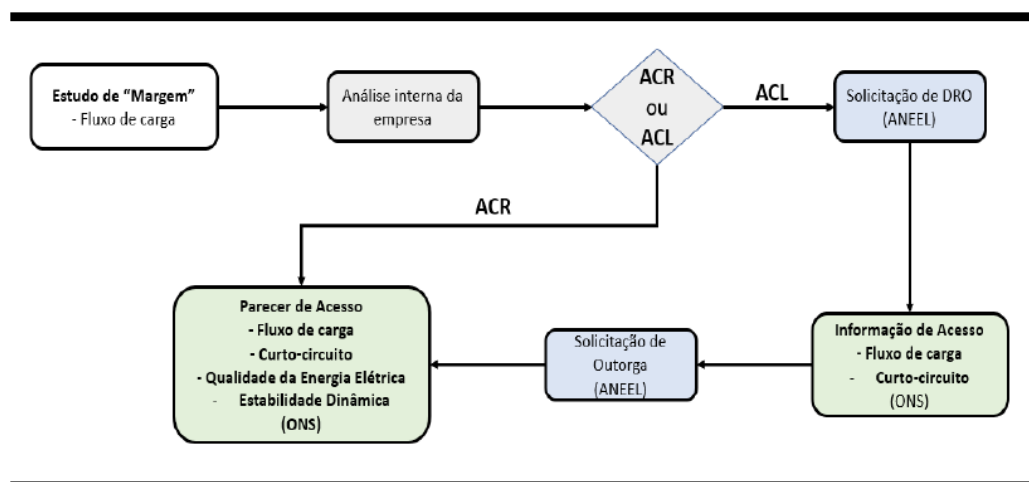 Estudo de “Margem”
- Fluxo de carga
Análise interna da
empresa
ACR
ou
ACL
ACL
Solicitação de DRO
(ANEEL)
ACR
Parecer de Acesso
- Fluxo de carga
- Curto-circuito
- Qualidade da Energia Elétrica
- Estabilidade Dinâmica
(ONS)
Solicitação de
Outorga
(ANEEL)
Informação de Acesso
- Fluxo de carga
- Curto-circuito
(ONS)